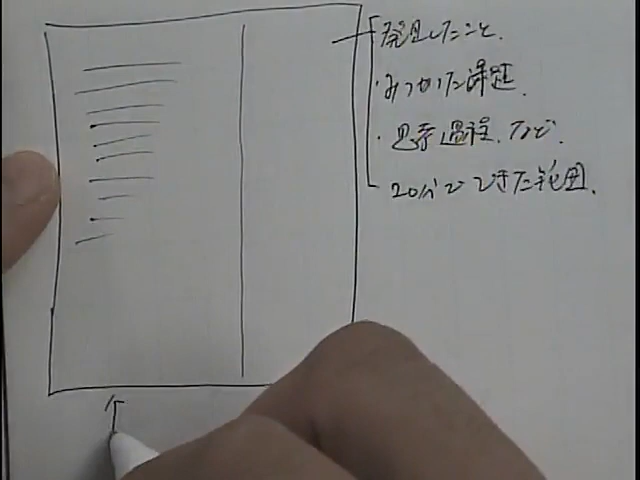 発見したこと、
・みつかった課題、
・思考過程、など、
20分でできた範囲、